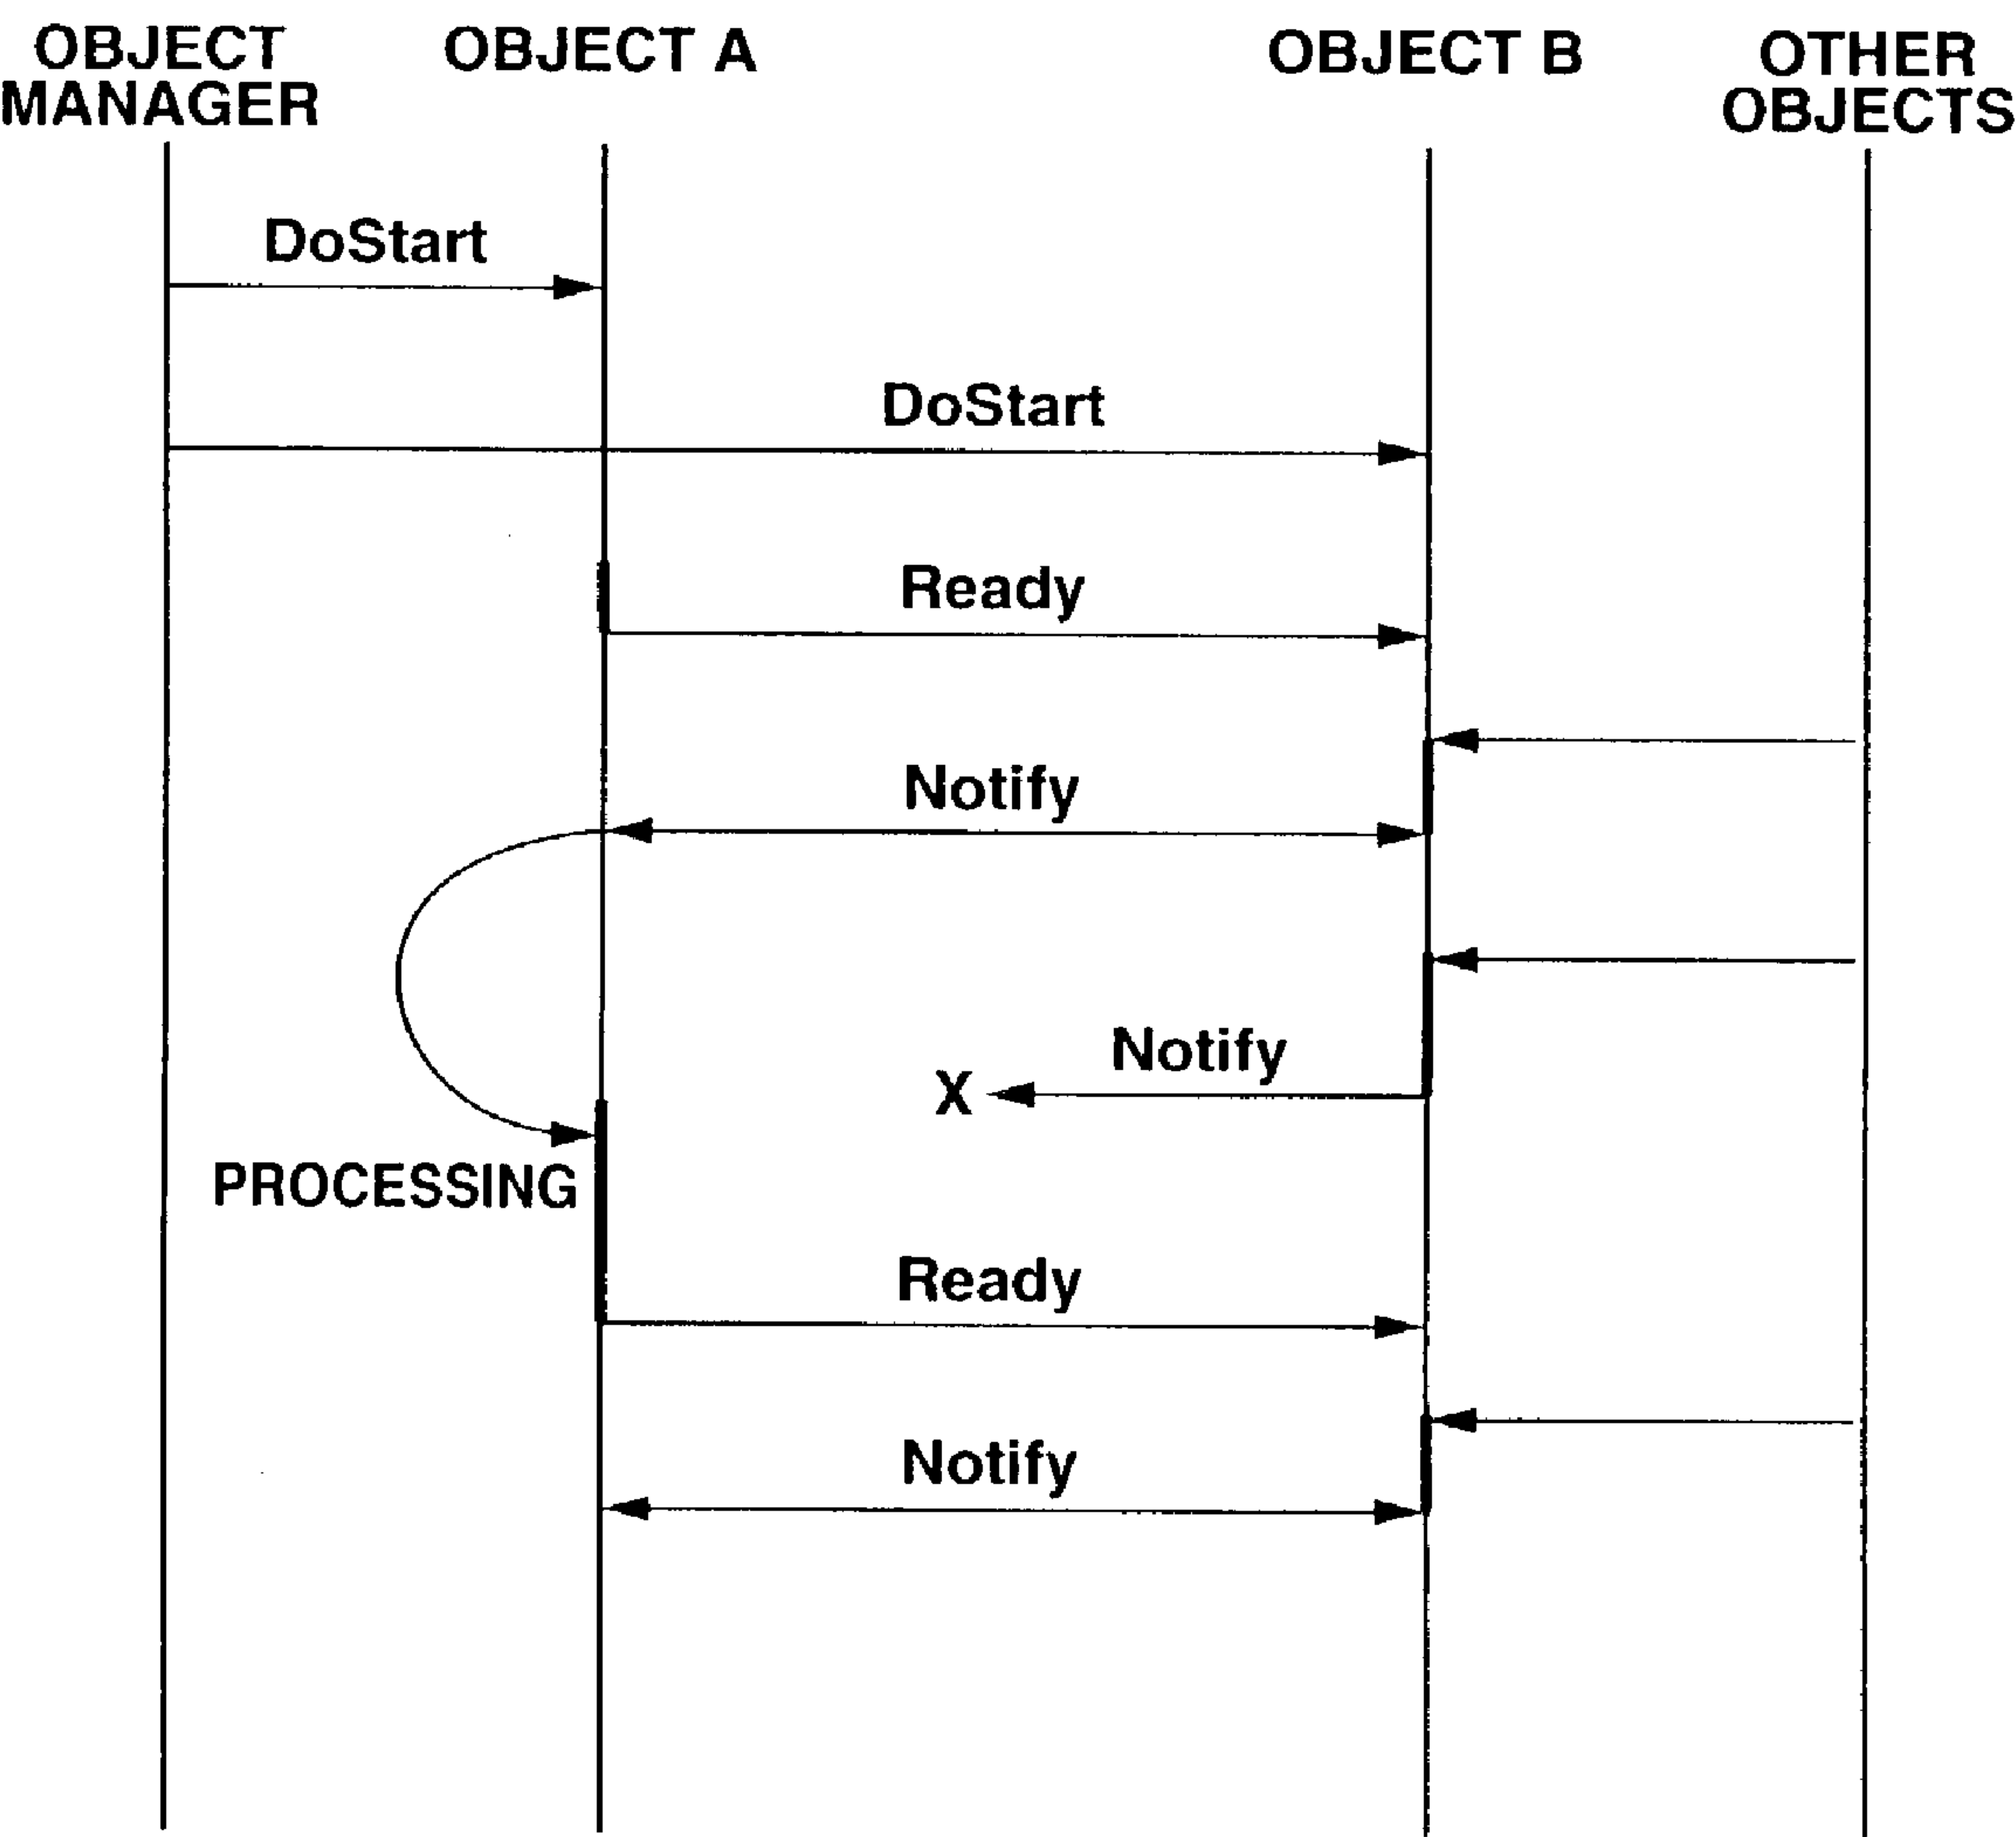 OBJECT
MANAGER
OBJECT A
OBJECT B
OTHER
OBJECTS
DoStart
DoStart
Ready
Notify
Notify
X
PROCESSING
Ready
Notify